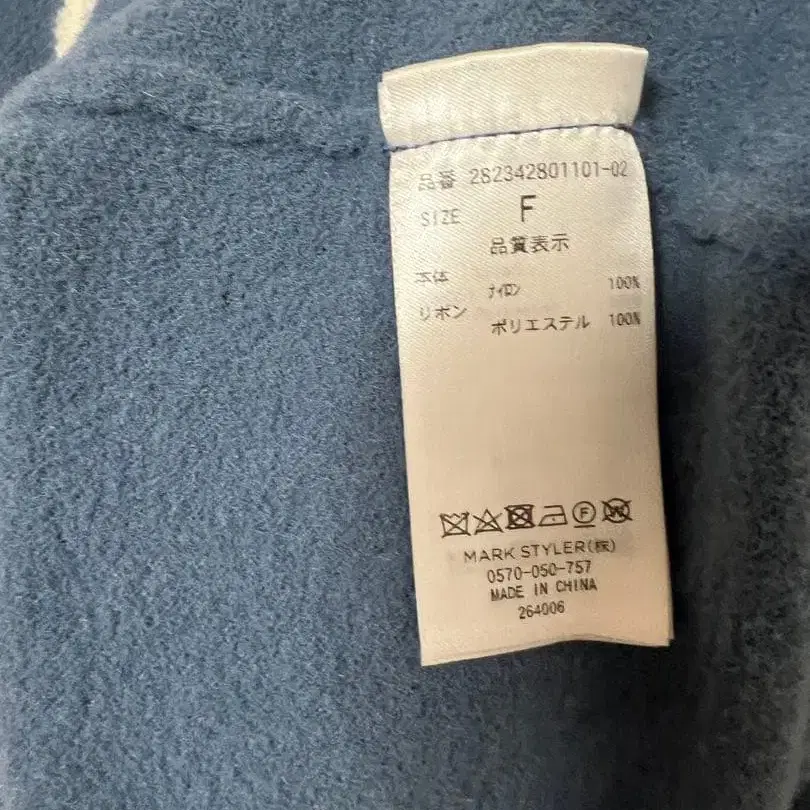 品番 282342801101-02
SIZE F
品質表示
本体 ナイロン 100%
リボン ポリエステル 100%
F W
MARK STYLER(株)
0570-050-757
MADE IN CHINA
264006